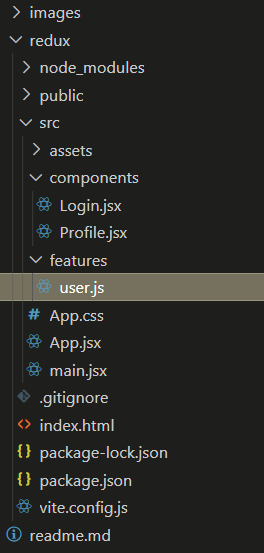 images
redux
node_modules
public
src
assets
components
Login.jsx
Profile.jsx
features
user.js
App.css
App.jsx
main.jsx
.gitignore
index.html
package-lock.json
package.json
vite.config.js
readme.md